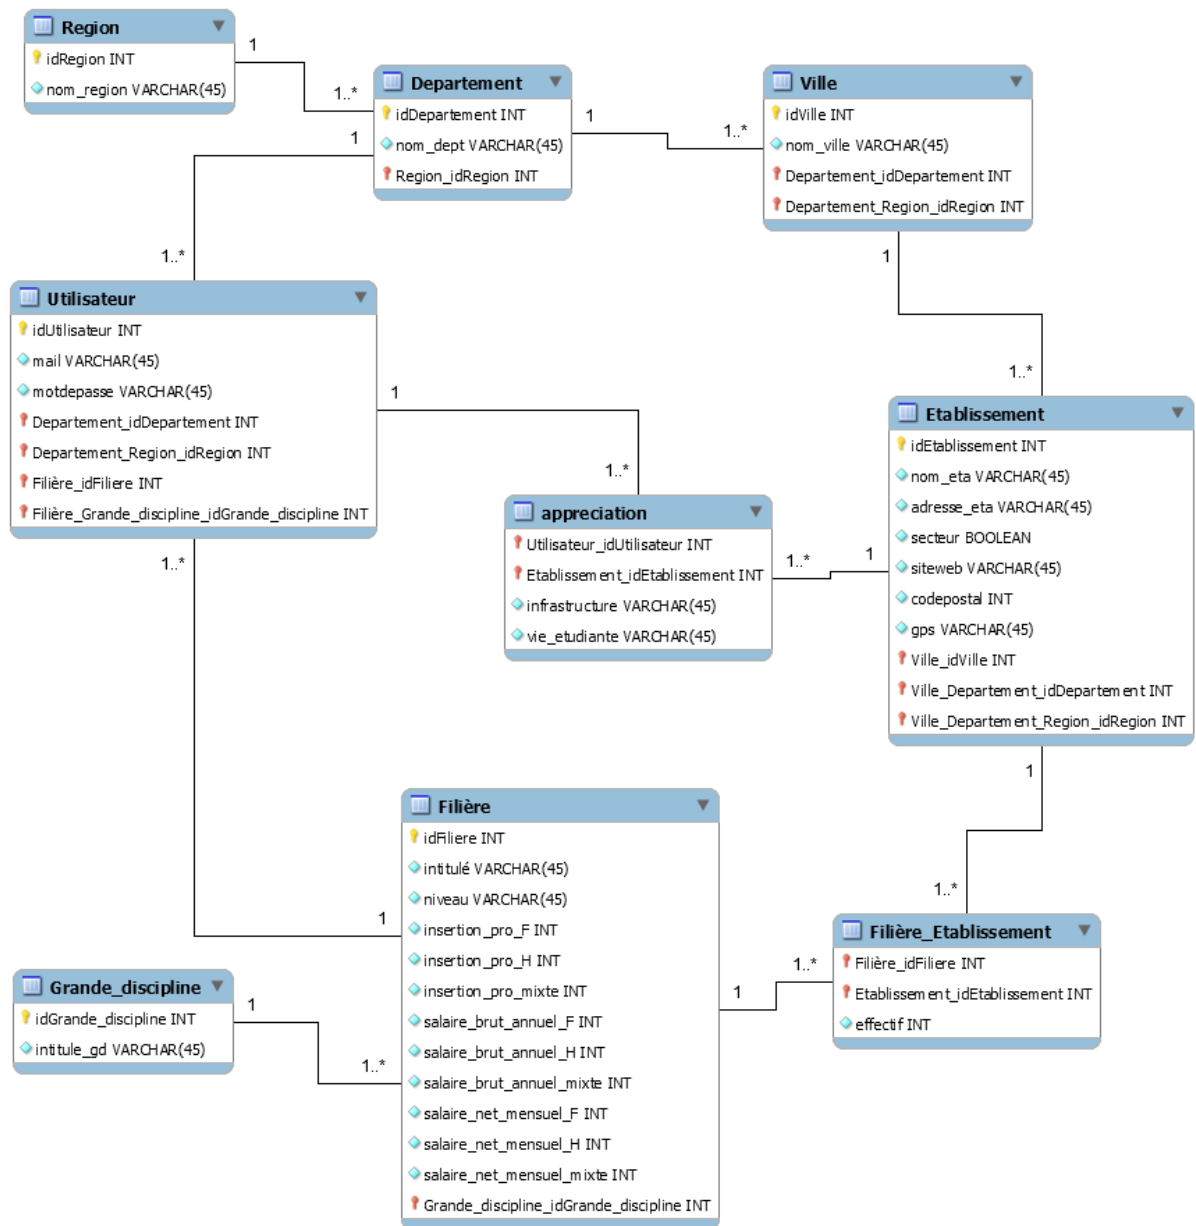 Region
idRegion INT
nom_region VARCHAR(45)
1
1..*
Departement
idDepartement INT
nom_dept VARCHAR(45)
Region_idRegion INT
1
1..*
Ville
idVille INT
nom_ville VARCHAR(45)
Departement_idDepartement INT
Departement_Region_idRegion INT
1
1..*
1
1..*
Utilisateur
idUtilisateur INT
mail VARCHAR(45)
motdepasse VARCHAR(45)
Departement_idDepartement INT
Departement_Region_idRegion INT
Filière_idFiliere INT
Filière_Grande_discipline_idGrande_discipline INT
1
1..*
1..*
appreciation
Utilisateur_idUtilisateur INT
Etablissement_idEtablissement INT
infrastructure VARCHAR(45)
vie_etudiante VARCHAR(45)
1..*
1
Etablissement
idEtablissement INT
nom_eta VARCHAR(45)
adresse_eta VARCHAR(45)
secteur BOOLEAN
siteweb VARCHAR(45)
codepostal INT
gps VARCHAR(45)
Ville_idVille INT
Ville_Departement_idDepartement INT
Ville_Departement_Region_idRegion INT
1
1..*
Filière
idFiliere INT
intitulé VARCHAR(45)
niveau VARCHAR(45)
insertion_pro_F INT
insertion_pro_H INT
insertion_pro_mixte INT
salaire_brut_annuel_F INT
salaire_brut_annuel_H INT
salaire_brut_annuel_mixte INT
salaire_net_mensuel_F INT
salaire_net_mensuel_H INT
salaire_net_mensuel_mixte INT
Grande_discipline_idGrande_discipline INT
1
1
1..*
Filière_Etablissement
Filière_idFiliere INT
Etablissement_idEtablissement INT
effectif INT
Grande_discipline
idGrande_discipline INT
intitule_gd VARCHAR(45)
1
1..*